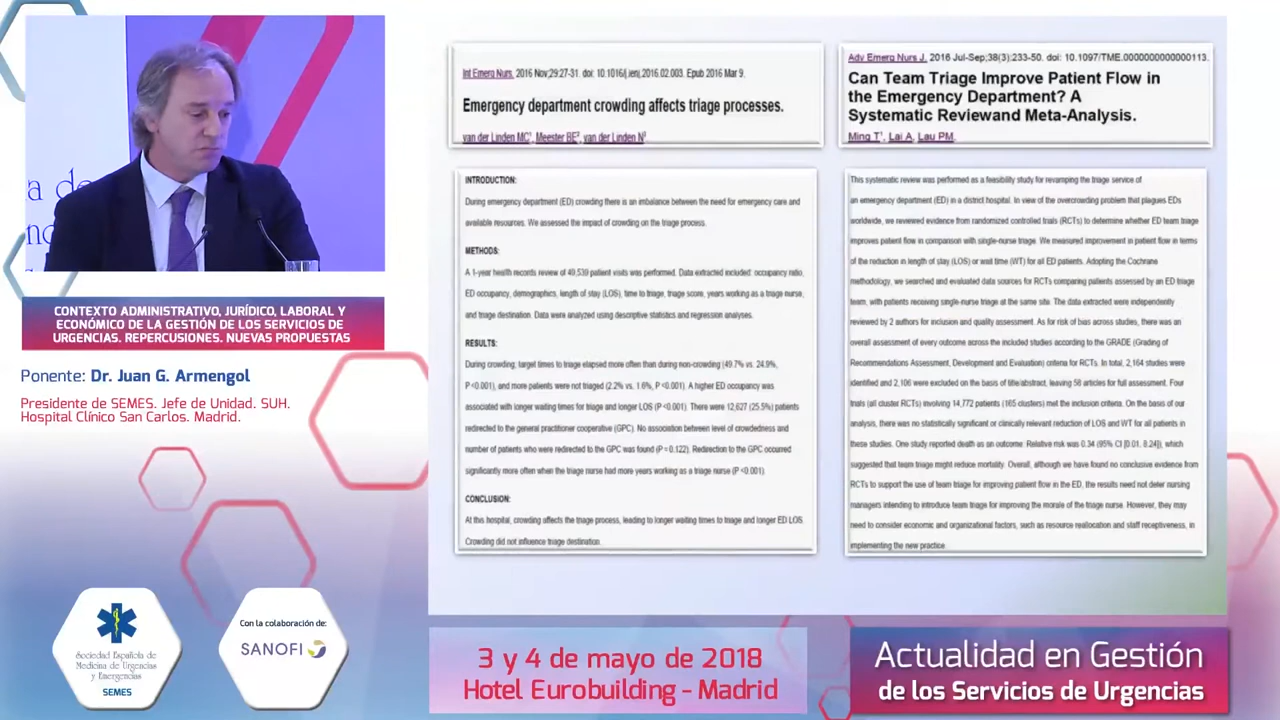 a de
nc
CONTEXTO ADMINISTRATIVO, JURÍDICO, LABORAL Y
ECONÓMICO DE LA GESTIÓN DE LOS SERVICIOS DE
URGENCIAS. REPERCUSIONES. NUEVAS PROPUESTAS
Ponente: Dr. Juan G. Armengol
Presidente de SEMES. Jefe de Unidad. SUH.
Hospital Clínico San Carlos. Madrid.
Sociedad Española de
Medicina de Urgencias
y Emergencias
SEMES
Con la colaboración de:
SANOFI
Int Emerg Nurs. 2016 Nov;29:27-31. doi: 10.1016/j.ienj.2016.02.003. Epub 2016 Mar 9.
Emergency department crowding affects triage processes.
van der Linden MC1, Meester BE2, van der Linden N3
INTRODUCTION:
During emergency department (ED) crowding there is an imbalance between the need for emergency care and
available resources. We assessed the impact of crowding on the triage process.
METHODS:
A 1-year health records review of 49,539 patient visits was performed. Data extracted included: occupancy ratio,
ED occupancy, demographics, length of stay (LOS), time to triage, triage score, years working as a triage nurse,
and triage destination. Data were analyzed using descriptive statistics and regression analyses.
RESULTS:
During crowding, target times to triage elapsed more often than during non-crowding (49.7% vs. 24.9%,
P <0.001), and more patients were not triaged (2.2% vs. 1.6%, P <0.001). A higher ED occupancy was
associated with longer waiting times for triage and longer LOS (P <0.001). There were 12,627 (25.5%) patients
redirected to the general practitioner cooperative (GPC). No association between level of crowdedness and
number of patients who were redirected to the GPC was found (P = 0.122). Redirection to the GPC occurred
significantly more often when the triage nurse had more years working as a triage nurse (P <0.001).
CONCLUSION:
At this hospital, crowding affects the triage process, leading to longer waiting times to triage and longer ED LOS.
Crowding did not influence triage destination.
Adv Emerg Nurs J. 2016 Jul-Sep;38(3):233-50. doi: 10.1097/TME.0000000000000113.
Can Team Triage Improve Patient Flow in
the Emergency Department? A
Systematic Reviewand Meta-Analysis.
Ming T1, Lai A, Lau PM.
This systematic review was performed as a feasibility study for revamping the triage service of
an emergency department (ED) in a district hospital. In view of the overcrowding problem that plagues EDs
worldwide, we reviewed evidence from randomized controlled trials (RCTs) to determine whether ED team triage
improves patient flow in comparison with single-nurse triage. We measured improvement in patient flow in terms
of the reduction in length of stay (LOS) or wait time (WT) for all ED patients. Adopting the Cochrane
methodology, we searched and evaluated data sources for RCTs comparing patients assessed by an ED triage
team, with patients receiving single-nurse triage at the same site. The data extracted were independently
reviewed by 2 authors for inclusion and quality assessment. As for risk of bias across studies, there was an
overall assessment of every outcome across the included studies according to the GRADE (Grading of
Recommendations Assessment, Development and Evaluation) criteria for RCTs. In total, 2,164 studies were
identified and 2,106 were excluded on the basis of title/abstract, leaving 58 articles for full assessment. Four
trials (all cluster RCTs) involving 14,772 patients (165 clusters) met the inclusion criteria. On the basis of our
analysis, there was no statistically significant or clinically relevant reduction of LOS and WT for all patients in
these studies. One study reported death as an outcome: Relative risk was 0.34 (95% CI [0.01, 8.24]), which
suggested that team triage might reduce mortality. Overall, although we have found no conclusive evidence from
RCTs to support the use of team triage for improving patient flow in the ED, the results need not deter nursing
managers intending to introduce team triage for improving the morale of the triage nurse. However, they may
need to consider economic and organizational factors, such as resource reallocation and staff receptiveness, in
implementing the new practice.
3 y 4 de mayo de 2018
Hotel Eurobuilding - Madrid
Actualidad en Gestión
de los Servicios de Urgencias